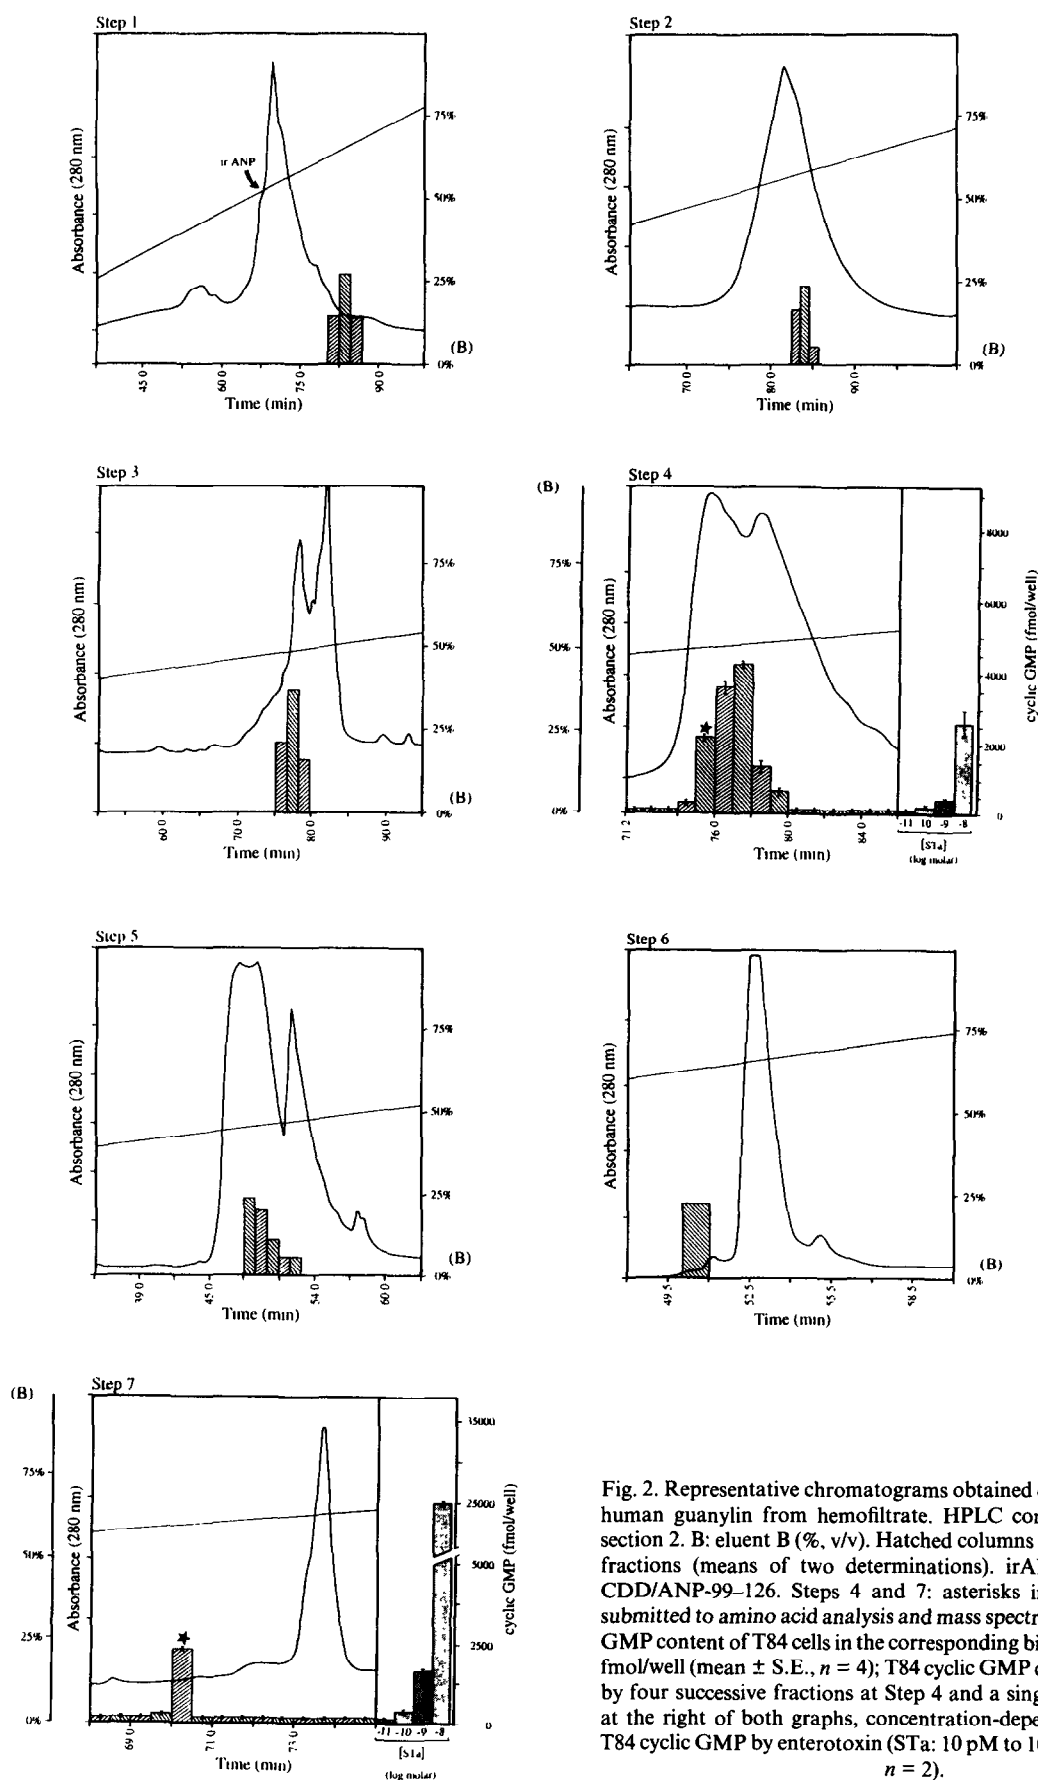 Step 1
Absorbance (280 nm)
ir ANP
75%
50%
25%
0%
(B)
45.0 60.0 75.0 90.0
Time (min)
Step 2
Absorbance (280 nm)
75%
50%
25%
0%
(B)
70.0 80.0 90.0
Time (min)
Step 3
Absorbance (280 nm)
75%
50%
25%
0%
(B)
60.0 70.0 80.0 90.0
Time (min)
Step 4
(B)
75%
50%
25%
0%
Absorbance (280 nm)
8000
6000
4000
2000
0
cyclic GMP (fmol/well)
71.2 76.0 80.0 84.0
Time (min)
-11 10 -9 -8
[STa]
(log molar)
Step 5
Absorbance (280 nm)
75%
50%
25%
0%
(B)
39.0 45.0 54.0 60.0
Time (min)
Step 6
Absorbance (280 nm)
75%
50%
25%
0%
(B)
49.5 52.5 55.5 58.5
Time (min)
Step 7
(B)
75%
50%
25%
0%
Absorbance (280 nm)
35000
25000
5000
2500
0
cyclic GMP (fmol/well)
69.0 71.0 73.0
Time (min)
-11 -10 -9 -8
[STa]
(log molar)
Fig. 2. Representative chromatograms obtained
human guanylin from hemofiltrate. HPLC con
section 2. B: eluent B (%, v/v). Hatched columns
fractions (means of two determinations). irAN
CDD/ANP-99–126. Steps 4 and 7: asterisks in
submitted to amino acid analysis and mass spectr
GMP content of T84 cells in the corresponding bi
fmol/well (mean ± S.E., n = 4); T84 cyclic GMP
by four successive fractions at Step 4 and a sing
at the right of both graphs, concentration-depe
T84 cyclic GMP by enterotoxin (STa: 10 pM to
n = 2).